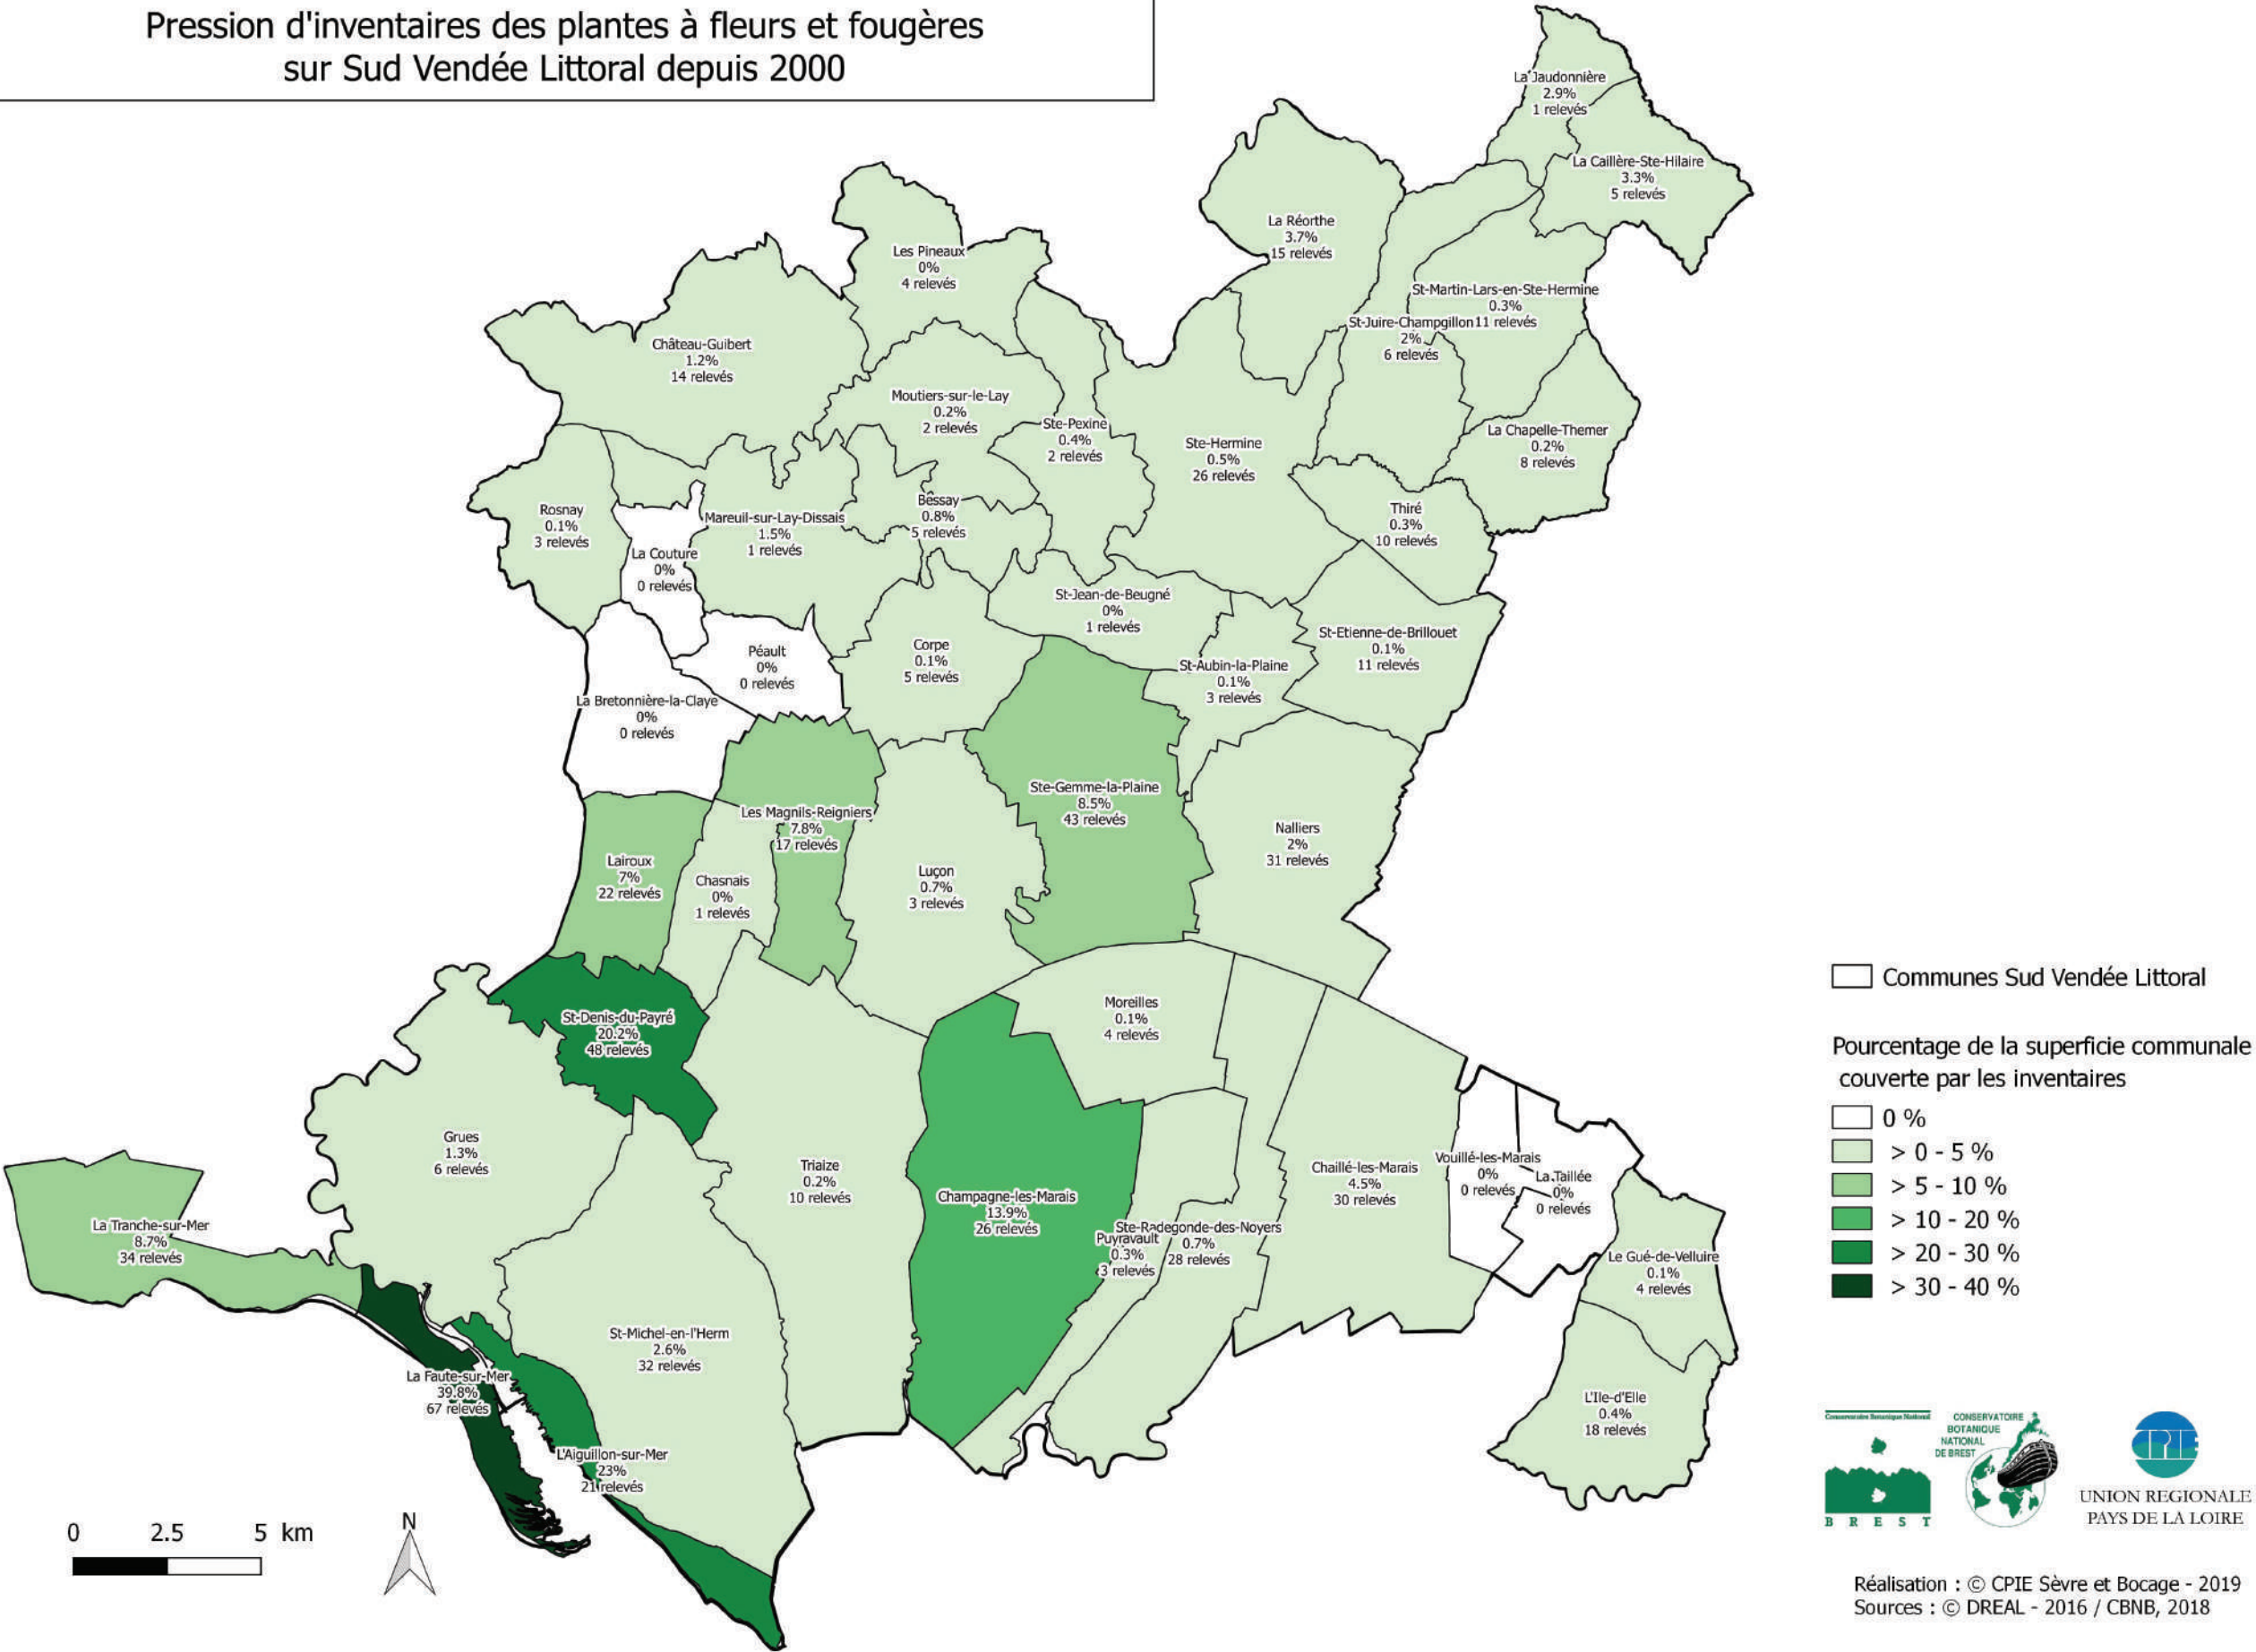 Pression d'inventaires des plantes à fleurs et fougères
sur Sud Vendée Littoral depuis 2000
La Jaudonnière
2.9%
1 relevés
La Caillère-Ste-Hilaire
3.3%
5 relevés
La Réorthe
3.7%
15 relevés
Les Pineaux
0%
4 relevés
St-Martin-Lars-en-Ste-Hermine
0.3%
11 relevés
St-Juire-Champgillon
2%
6 relevés
Château-Guibert
1.2%
14 relevés
Moutiers-sur-le-Lay
0.2%
2 relevés
Ste-Pexine
0.4%
2 relevés
Ste-Hermine
0.5%
26 relevés
La Chapelle-Themer
0.2%
8 relevés
Rosnay
0.1%
3 relevés
La Couture
0%
0 relevés
Mareuil-sur-Lay-Dissais
1.5%
1 relevés
Bessay
0.8%
5 relevés
Thiré
0.3%
10 relevés
St-Jean-de-Beugné
0%
1 relevés
St-Etienne-de-Brillouet
0.1%
11 relevés
Péault
0%
0 relevés
Corpe
0.1%
5 relevés
St-Aubin-la-Plaine
0.1%
3 relevés
La Bretonnière-la-Claye
0%
0 relevés
Les Magnils-Reigniers
7.8%
17 relevés
Ste-Gemme-la-Plaine
8.5%
43 relevés
Nalliers
2%
31 relevés
Lairoux
7%
22 relevés
Chasnais
0%
1 relevés
Luçon
0.7%
3 relevés
St-Denis-du-Payré
20.2%
48 relevés
Moreilles
0.1%
4 relevés
Grues
1.3%
6 relevés
Triaize
0.2%
10 relevés
Champagne-les-Marais
13.9%
26 relevés
Chaillé-les-Marais
4.5%
30 relevés
Vouillé-les-Marais
0%
0 relevés
La Taillée
0%
0 relevés
La Tranche-sur-Mer
8.7%
34 relevés
Puyravault
0.3%
3 relevés
Ste-Radegonde-des-Noyers
0.7%
28 relevés
Le Gué-de-Velluire
0.1%
4 relevés
St-Michel-en-l'Herm
2.6%
32 relevés
La Faute-sur-Mer
39.8%
67 relevés
L'Ile-d'Elle
0.4%
18 relevés
L'Aiguillon-sur-Mer
23%
21 relevés
Communes Sud Vendée Littoral
Pourcentage de la superficie communale
couverte par les inventaires
0 %
> 0 - 5 %
> 5 - 10 %
> 10 - 20 %
> 20 - 30 %
> 30 - 40 %
0 2.5 5 km
N
Conservatoire Botanique National
BREST
CONSERVATOIRE
BOTANIQUE
NATIONAL
DE BREST
CPIE
UNION REGIONALE
PAYS DE LA LOIRE
Réalisation : © CPIE Sèvre et Bocage - 2019
Sources : © DREAL - 2016 / CBNB, 2018